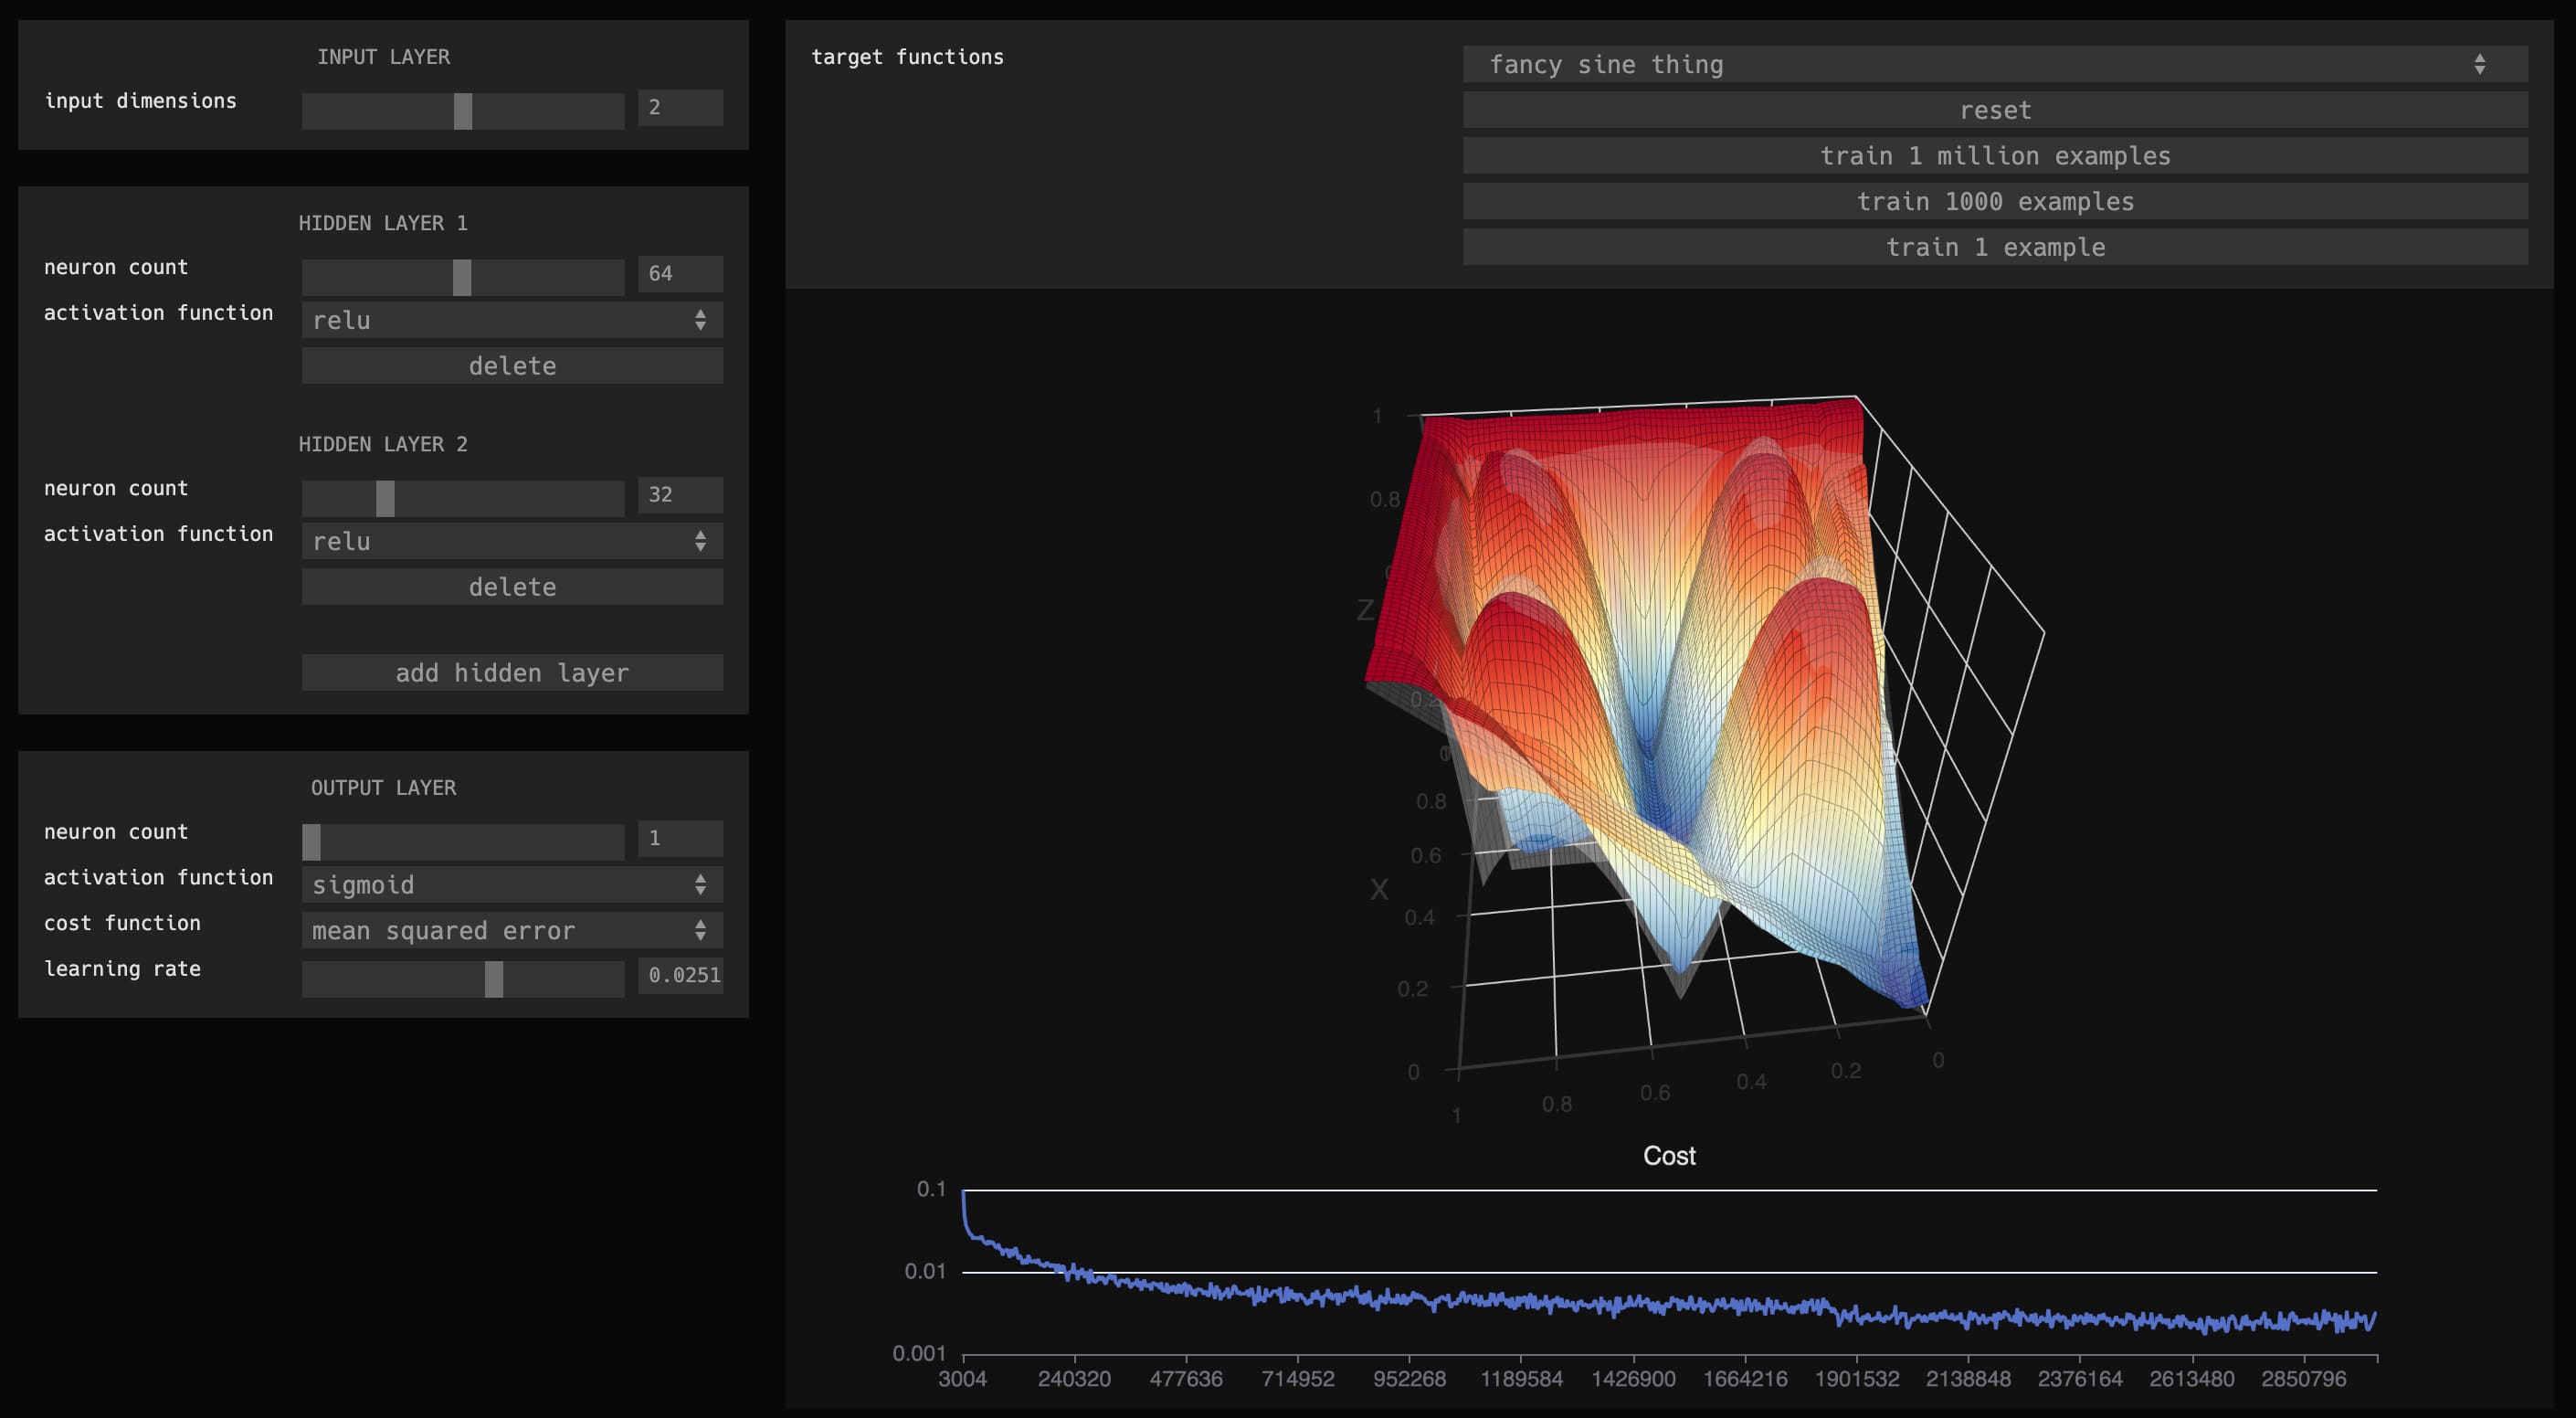 INPUT LAYER
input dimensions 2
HIDDEN LAYER 1
neuron count 64
activation function relu
delete
HIDDEN LAYER 2
neuron count 32
activation function relu
delete
add hidden layer
OUTPUT LAYER
neuron count 1
activation function sigmoid
cost function mean squared error
learning rate 0.0251
target functions fancy sine thing
reset
train 1 million examples
train 1000 examples
train 1 example
1
0.8
Z
0.2
0.8
0.6
X
0.4
0.2
0
1 0.8 0.6 0.4 0.2 0
Cost
0.1
0.01
0.001
3004 240320 477636 714952 952268 1189584 1426900 1664216 1901532 2138848 2376164 2613480 2850796